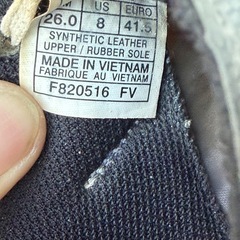 M US EURO
26.0 8 41.5
SYNTHETIC LEATHER
UPPER / RUBBER SOLE
MADE IN VIETNAM
FABRIQUE AU VIETNAM
F820516 FV